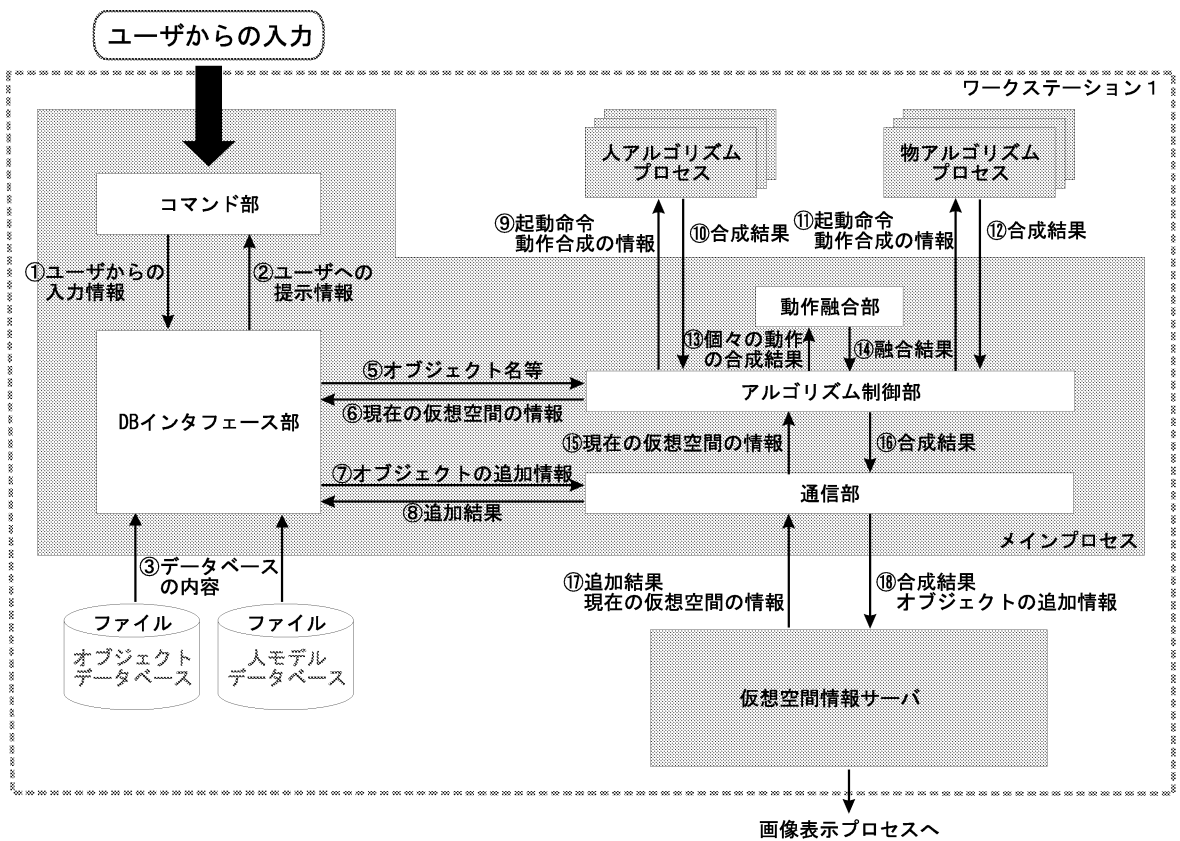 ユーザからの入力
ワークステーション１
人アルゴリズム
プロセス
物アルゴリズム
プロセス
コマンド部
⑨起動命令
動作合成の情報
⑩合成結果
⑪起動命令
動作合成の情報
⑫合成結果
①ユーザからの
入力情報
②ユーザへの
提示情報
動作融合部
⑬個々の動作
の合成結果
⑭融合結果
⑤オブジェクト名等
アルゴリズム制御部
⑥現在の仮想空間の情報
DBインタフェース部
⑮現在の仮想空間の情報
⑯合成結果
⑦オブジェクトの追加情報
通信部
⑧追加結果
メインプロセス
③データベース
の内容
⑰追加結果
現在の仮想空間の情報
⑱合成結果
オブジェクトの追加情報
ファイル
オブジェクト
データベース
ファイル
人モデル
データベース
仮想空間情報サーバ
画像表示プロセスへ